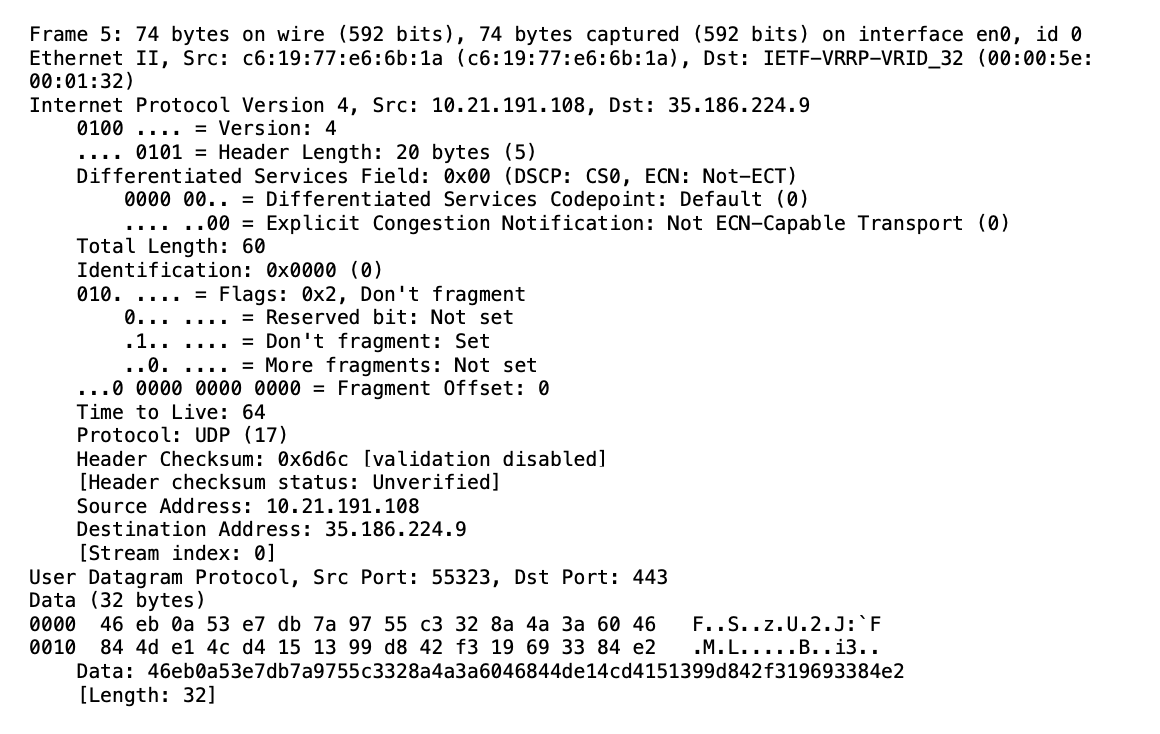 Frame 5: 74 bytes on wire (592 bits), 74 bytes captured (592 bits) on interface en0, id 0
Ethernet II, Src: c6:19:77:e6:6b:1a (c6:19:77:e6:6b:1a), Dst: IETF-VRRP-VRID_32 (00:00:5e:
00:01:32)
Internet Protocol Version 4, Src: 10.21.191.108, Dst: 35.186.224.9
    0100 .... = Version: 4
    .... 0101 = Header Length: 20 bytes (5)
    Differentiated Services Field: 0x00 (DSCP: CS0, ECN: Not-ECT)
        0000 00.. = Differentiated Services Codepoint: Default (0)
        .... ..00 = Explicit Congestion Notification: Not ECN-Capable Transport (0)
    Total Length: 60
    Identification: 0x0000 (0)
    010. .... = Flags: 0x2, Don't fragment
        0... .... = Reserved bit: Not set
        .1.. .... = Don't fragment: Set
        ..0. .... = More fragments: Not set
    ...0 0000 0000 0000 = Fragment Offset: 0
    Time to Live: 64
    Protocol: UDP (17)
    Header Checksum: 0x6d6c [validation disabled]
    [Header checksum status: Unverified]
    Source Address: 10.21.191.108
    Destination Address: 35.186.224.9
    [Stream index: 0]
User Datagram Protocol, Src Port: 55323, Dst Port: 443
Data (32 bytes)
0000  46 eb 0a 53 e7 db 7a 97 55 c3 32 8a 4a 3a 60 46   F..S..z.U.2.J:`F
0010  84 4d e1 4c d4 15 13 99 d8 42 f3 19 69 33 84 e2   .M.L.....B..i3..
    Data: 46eb0a53e7db7a9755c3328a4a3a6046844de14cd4151399d842f319693384e2
    [Length: 32]